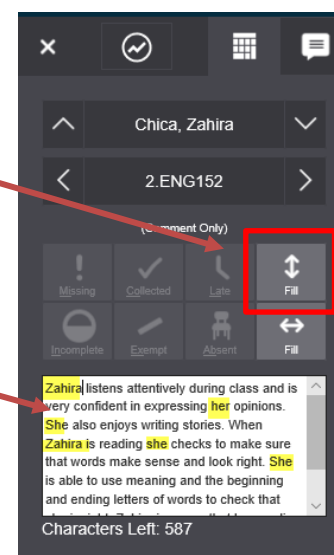 Chica, Zahira
2.ENG152
(Comment Only)
Missing Collected Late Fill
Incomplete Exempt Absent Fill
Zahira listens attentively during class and is
very confident in expressing her opinions.
She also enjoys writing stories. When
Zahira is reading she checks to make sure
that words make sense and look right. She
is able to use meaning and the beginning
and ending letters of words to check that
Characters Left: 587